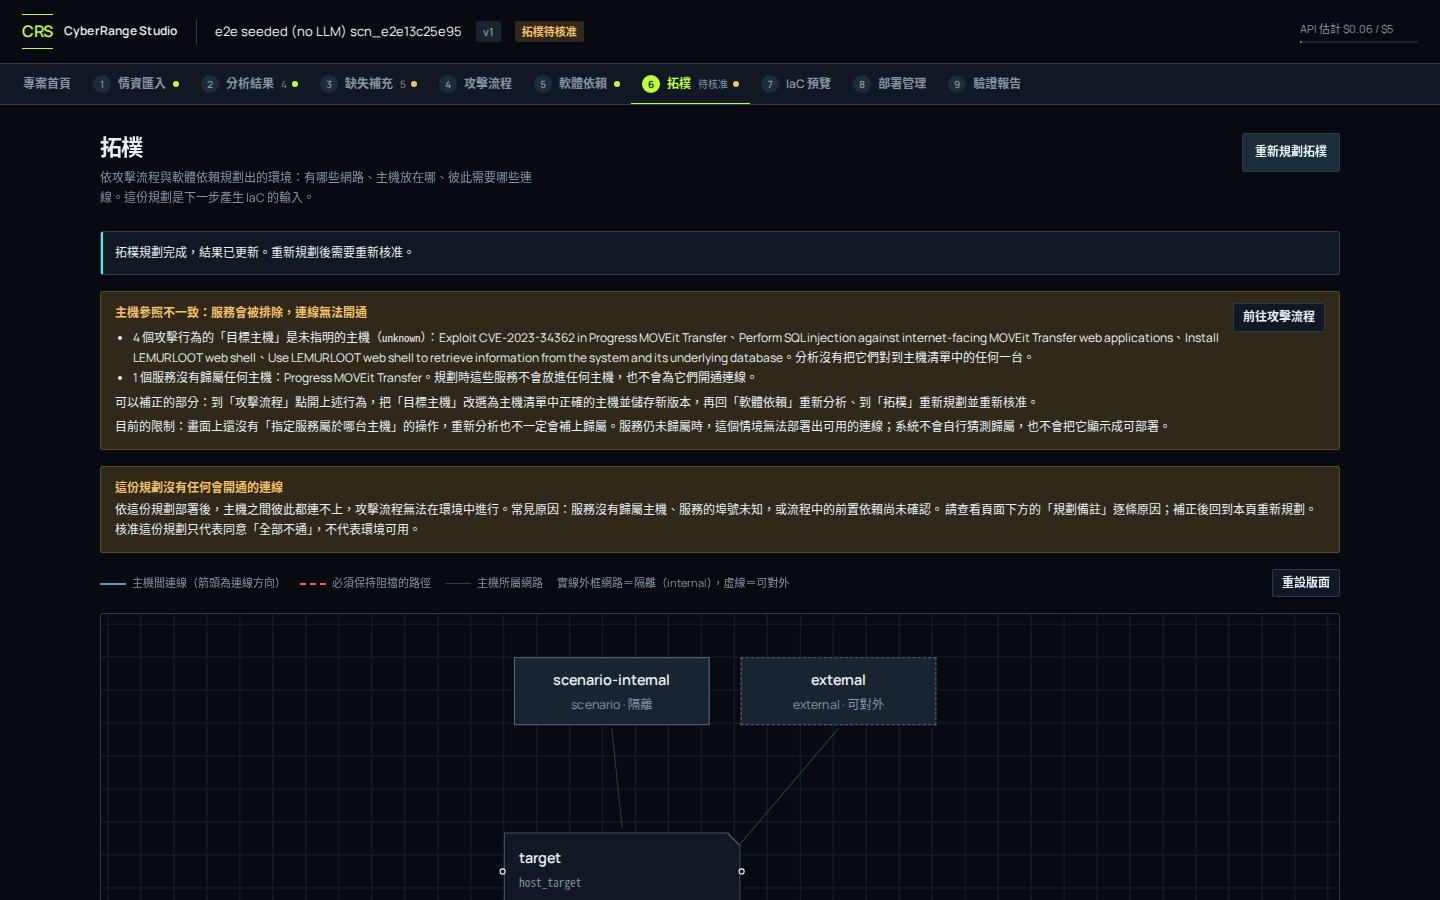 CRS CyberRange Studio e2e seeded (no LLM) scn_e2e13c25e95 v1 拓樸待核准 API 估計 $0.06 / $5
專案首頁 1 情資匯入 2 分析結果 4 3 缺失補充 5 4 攻擊流程 5 軟體依賴 6 拓樸 待核准 7 IaC 預覽 8 部署管理 9 驗證報告
拓樸
重新規劃拓樸
依攻擊流程與軟體依賴規劃出的環境：有哪些網路、主機放在哪、彼此需要哪些連
線。這份規劃是下一步產生 IaC 的輸入。
拓樸規劃完成，結果已更新。重新規劃後需要重新核准。
主機參照不一致：服務會被排除，連線無法開通
前往攻擊流程
• 4 個攻擊行為的「目標主機」是未指明的主機（unknown）：Exploit CVE-2023-34362 in Progress MOVEit Transfer、Perform SQL injection against internet-facing MOVEit Transfer web applications、Install
LEMURLOOT web shell、Use LEMURLOOT web shell to retrieve information from the system and its underlying database。分析沒有把它們對到主機清單中的任何一台。
• 1 個服務沒有歸屬任何主機：Progress MOVEit Transfer。規劃時這些服務不會放進任何主機，也不會為它們開通連線。
可以補正的部分：到「攻擊流程」點開上述行為，把「目標主機」改選為主機清單中正確的主機並儲存新版本，再回「軟體依賴」重新分析、到「拓樸」重新規劃並重新核准。
目前的限制：畫面上還沒有「指定服務屬於哪台主機」的操作，重新分析也不一定會補上歸屬。服務仍未歸屬時，這個情境無法部署出可用的連線；系統不會自行猜測歸屬，也不會把它顯示成可部署。
這份規劃沒有任何會開通的連線
依這份規劃部署後，主機之間彼此都連不上，攻擊流程無法在環境中進行。常見原因：服務沒有歸屬主機、服務的埠號未知，或流程中的前置依賴尚未確認。 請查看頁面下方的「規劃備註」逐條原因；補正後回到本頁重新規劃。
核准這份規劃只代表同意「全部不通」，不代表環境可用。
主機間連線（箭頭為連線方向） 必須保持阻擋的路徑 主機所屬網路 實線外框網路＝隔離（internal），虛線＝可對外 重設版面
scenario-internal
scenario · 隔離
external
external · 可對外
target
host_target